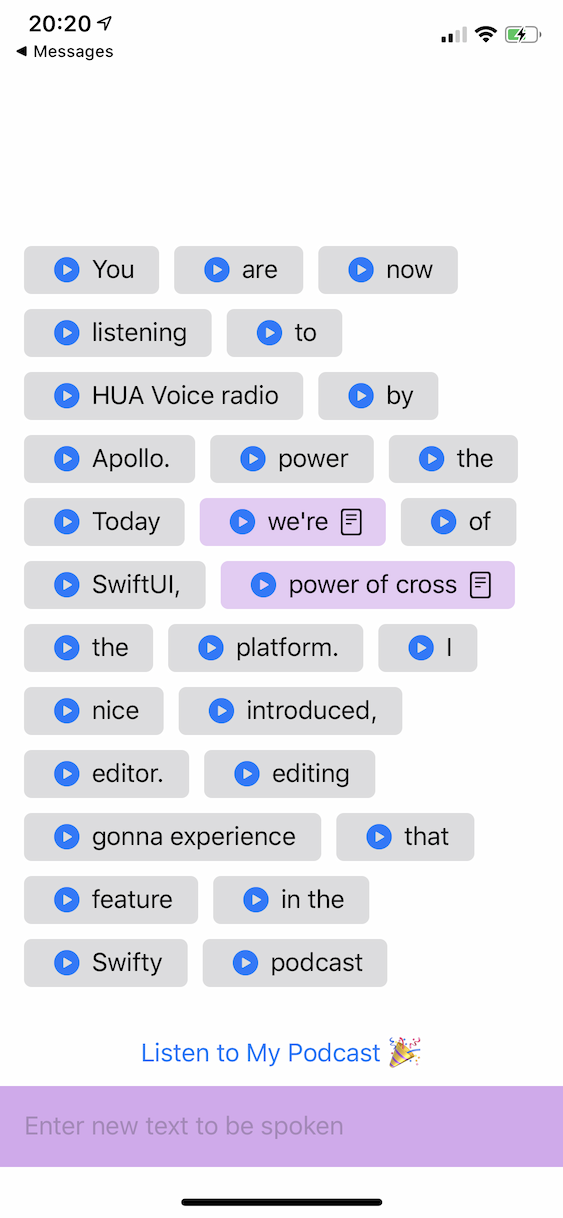 20:20
Messages
You are now
listening to
HUA Voice radio by
Apollo. power the
Today we're of
SwiftUI, power of cross
the platform. I
nice introduced,
editor. editing
gonna experience that
feature in the
Swifty podcast
Listen to My Podcast 🎉
Enter new text to be spoken